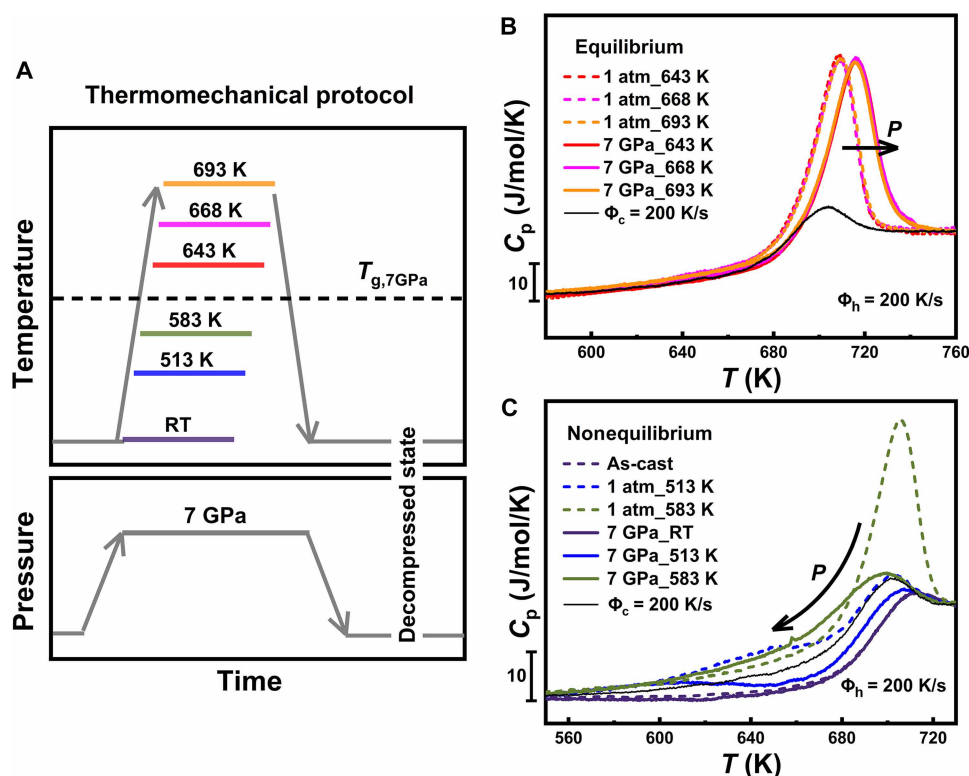 A
Thermomechanical protocol
Temperature
693 K
668 K
643 K
Tg,7GPa
583 K
513 K
RT
Pressure
7 GPa
Decompressed state
Time
B
Equilibrium
1 atm_643 K
1 atm_668 K
1 atm_693 K
7 GPa_643 K
7 GPa_668 K
7 GPa_693 K
Φc = 200 K/s
P
Cp (J/mol/K)
10
Φh = 200 K/s
600 640 680 720 760
T (K)
C
Nonequilibrium
As-cast
1 atm_513 K
1 atm_583 K
7 GPa_RT
7 GPa_513 K
7 GPa_583 K
Φc = 200 K/s
P
Cp (J/mol/K)
10
Φh = 200 K/s
560 600 640 680 720
T (K)